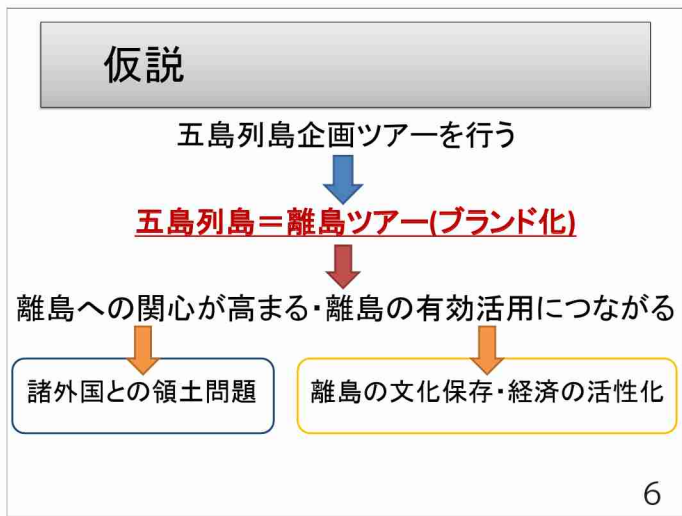 仮説
五島列島企画ツアーを行う
五島列島＝離島ツアー(ブランド化)
離島への関心が高まる・離島の有効活用につながる
諸外国との領土問題
離島の文化保存・経済の活性化
6